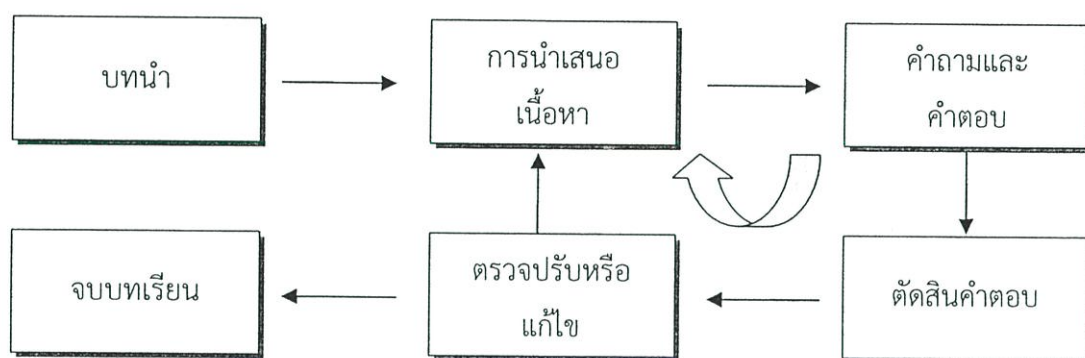 บทนำ
การนำเสนอ
เนื้อหา
คำถามและ
คำตอบ
จบบทเรียน
ตรวจปรับหรือ
แก้ไข
ตัดสินคำตอบ